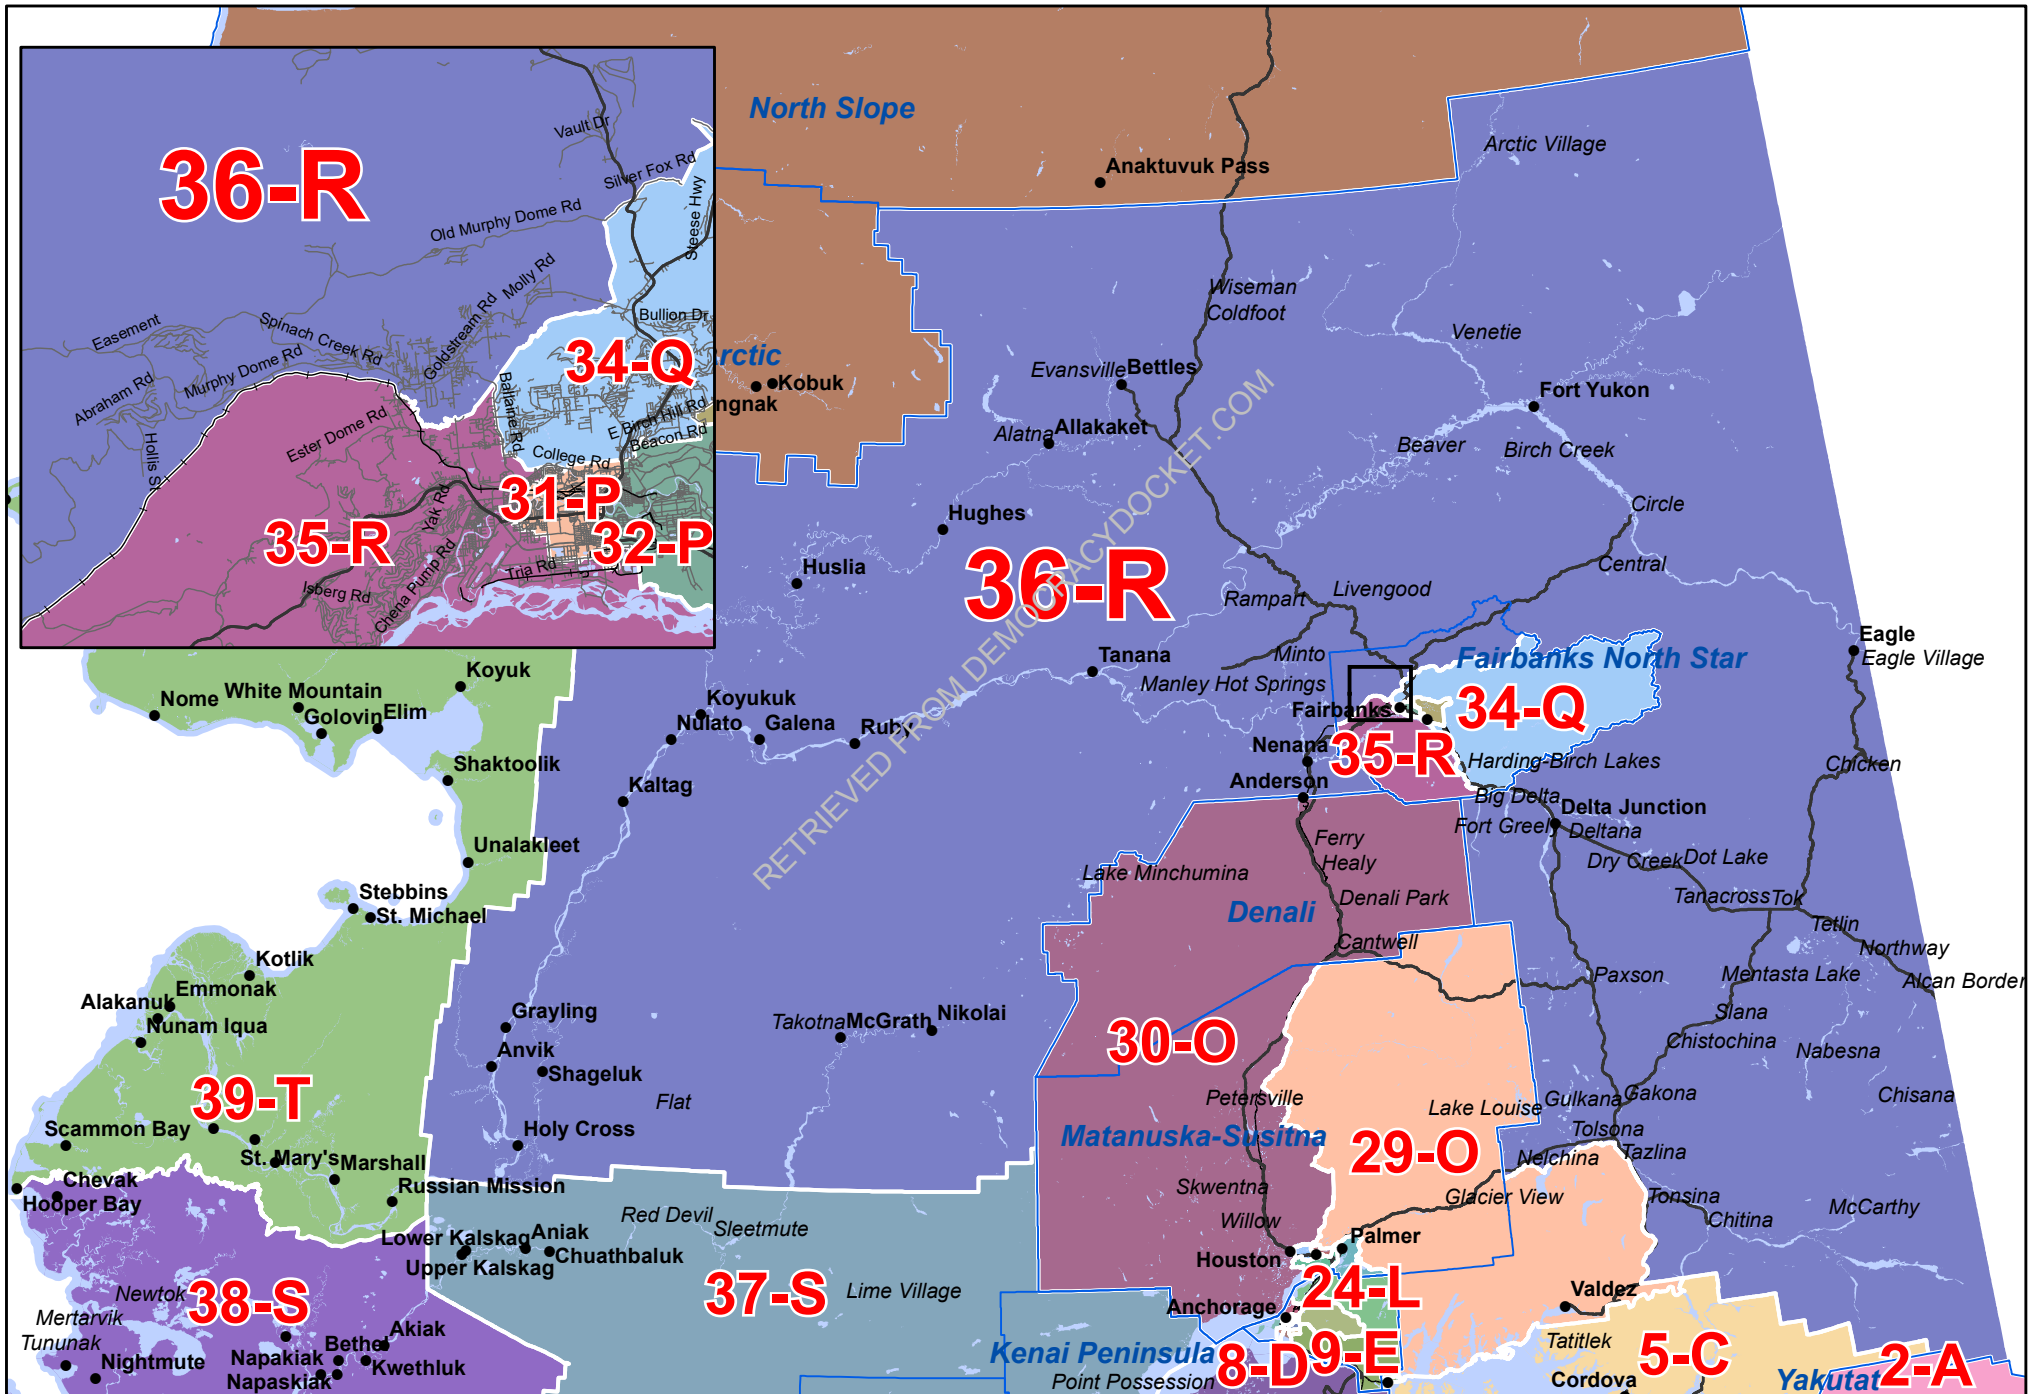 North Slope
Arctic Village
Anaktuvuk Pass
Vault Dr
36-R
Silver Fox Rd
Steese Hwy
Old Murphy Dome Rd
Molly Rd
Goldstream Rd
Bullion Dr
Easement
Spinach Creek Rd
Murphy Dome Rd
Abraham Rd
34-Q
Ballaine Rd
E Birch Hill Rd
Beacon Rd
Ester Dome Rd
College Rd
Hollis St
31-P
Yak Rd
35-R
32-P
Tria Rd
Isberg Rd
Chena Pump Rd
rctic
Kobuk
ngnak
Wiseman
Coldfoot
Venetie
Evansville
Bettles
Fort Yukon
Alatna
Allakaket
Beaver
Birch Creek
Circle
Hughes
Huslia
36-R
Central
Livengood
Rampart
RETRIEVED FROM DEMOCRACYDOCKET.COM
Minto
Manley Hot Springs
Tanana
Fairbanks North Star
Eagle
Eagle Village
34-Q
Fairbanks
35-R
Nenana
Harding-Birch Lakes
Anderson
Chicken
Koyuk
Nome
White Mountain
Golovin
Elim
Koyukuk
Nulato
Galena
Ruby
Shaktoolik
Kaltag
Big Delta
Delta Junction
Fort Greely
Deltana
Unalakleet
Ferry
Healy
Dry Creek
Dot Lake
Lake Minchumina
Stebbins
St. Michael
Denali
Denali Park
Tanacross
Tok
Tetlin
Cantwell
Northway
Kotlik
Paxson
Mentasta Lake
Alcan Border
Alakanuk
Emmonak
Nunam Iqua
Grayling
Takotna
McGrath
Nikolai
30-O
Slana
Chistochina
Nabesna
Anvik
Shageluk
39-T
Flat
Petersville
Lake Louise
Gulkana
Gakona
Chisana
Scammon Bay
Holy Cross
Matanuska-Susitna
29-O
Tolsona
Nelchina
Tazlina
St. Mary's
Marshall
Chevak
Hooper Bay
Russian Mission
Skwentna
Glacier View
Tonsina
McCarthy
Red Devil
Sleetmute
Willow
Chitina
Lower Kalskag
Aniak
Chuathbaluk
Upper Kalskag
Houston
Palmer
38-S
Newtok
37-S
Lime Village
24-L
Mertarvik
Tununak
Anchorage
Valdez
Bethel
Akiak
Nightmute
Napakiak
Kwethluk
Napaskiak
Kenai Peninsula
Point Possession
8-D
9-E
Tatitlek
5-C
Cordova
Yakutat
2-A